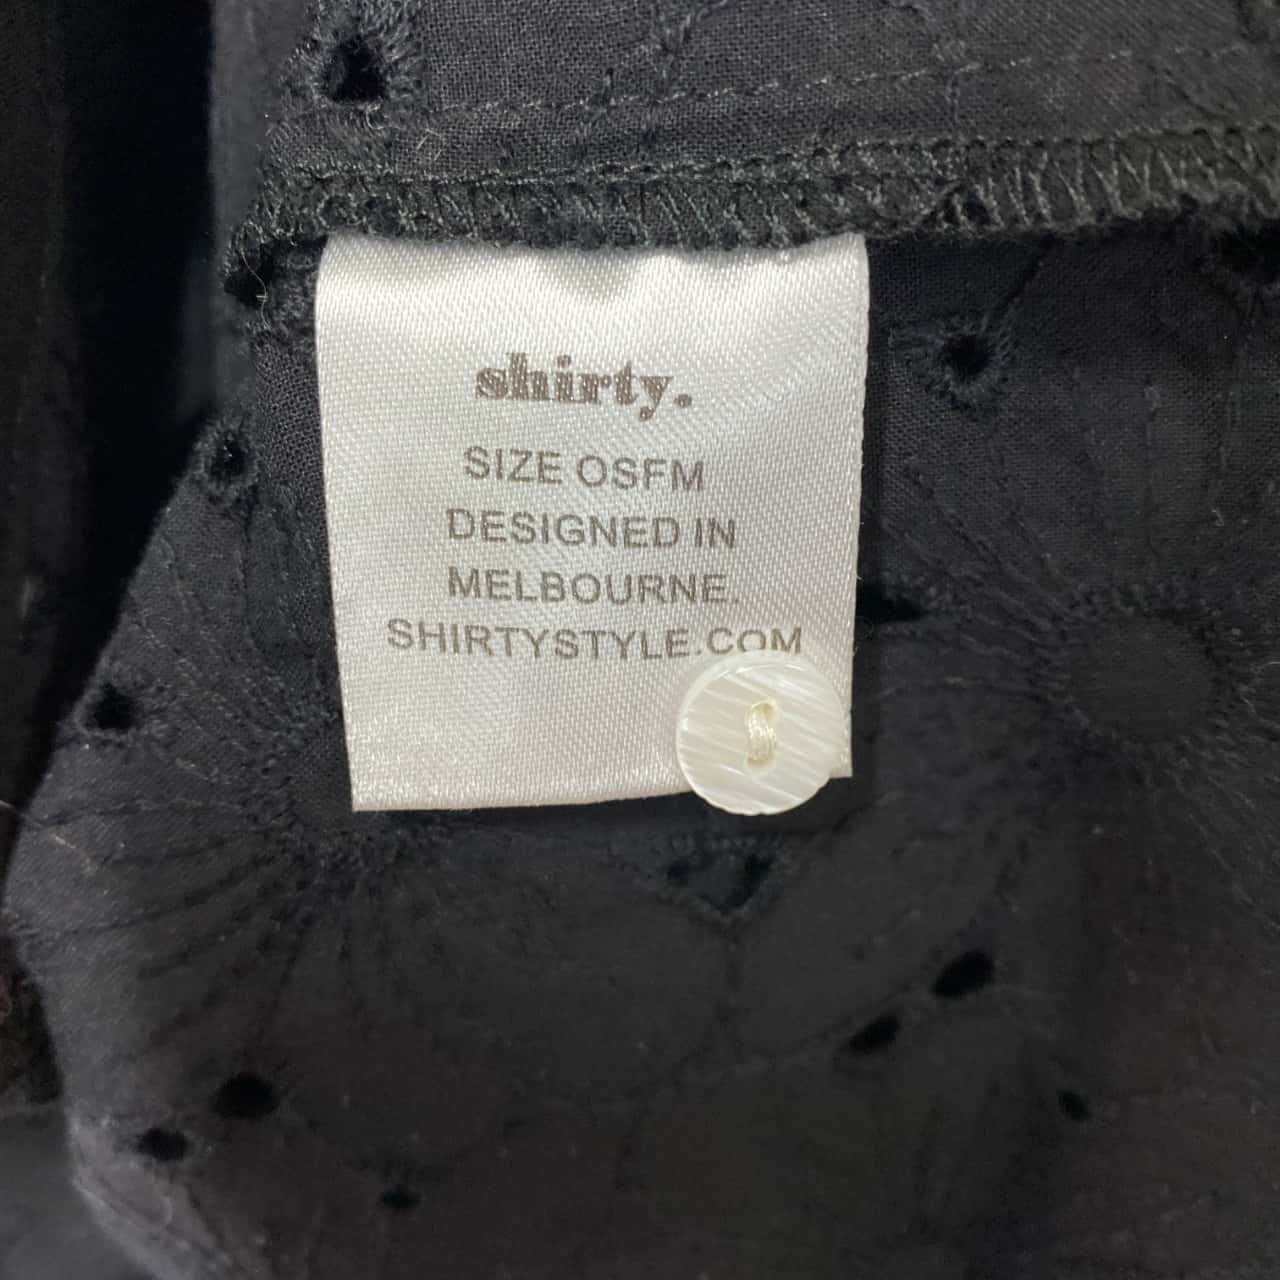 shirty.
SIZE OSFM
DESIGNED IN
MELBOURNE.
SHIRTYSTYLE.COM